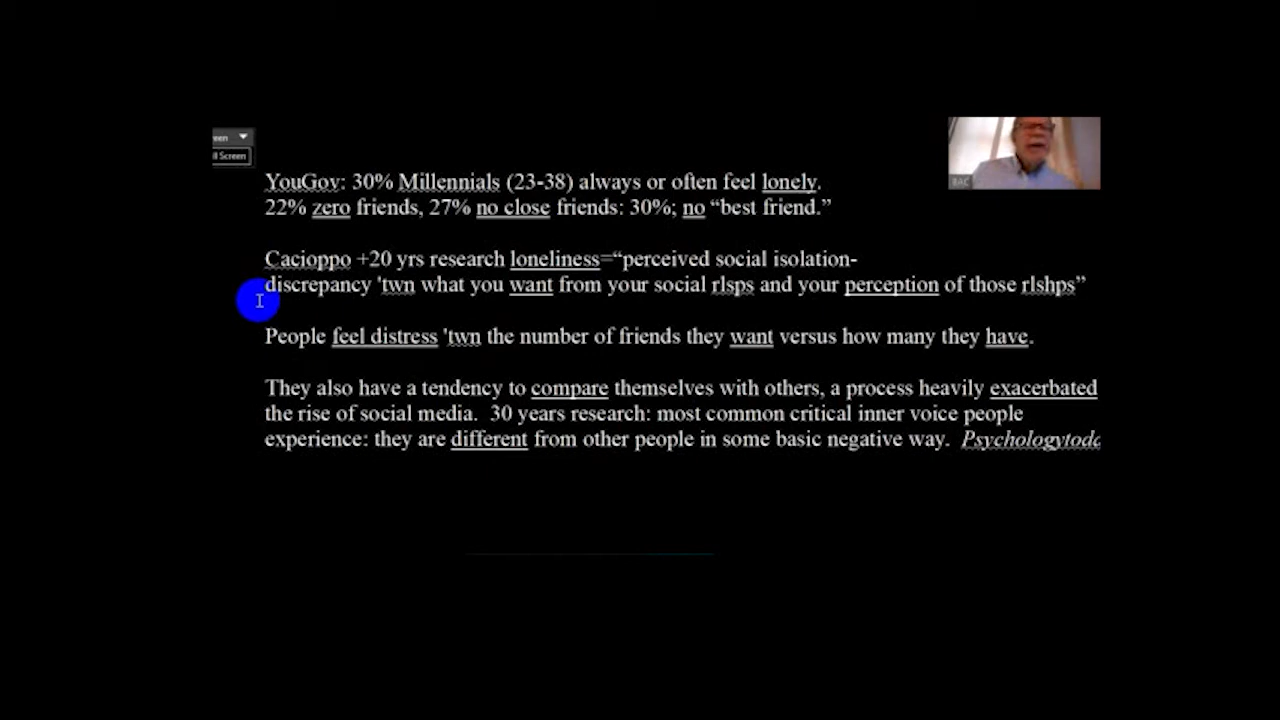 een
ll Screen
BAC
YouGov: 30% Millennials (23-38) always or often feel lonely.
22% zero friends, 27% no close friends: 30%; no “best friend.”
Cacioppo +20 yrs research loneliness=“perceived social isolation-
discrepancy 'twn what you want from your social rlsps and your perception of those rlshps”
People feel distress 'twn the number of friends they want versus how many they have.
They also have a tendency to compare themselves with others, a process heavily exacerbated
the rise of social media. 30 years research: most common critical inner voice people
experience: they are different from other people in some basic negative way. Psychologytoda